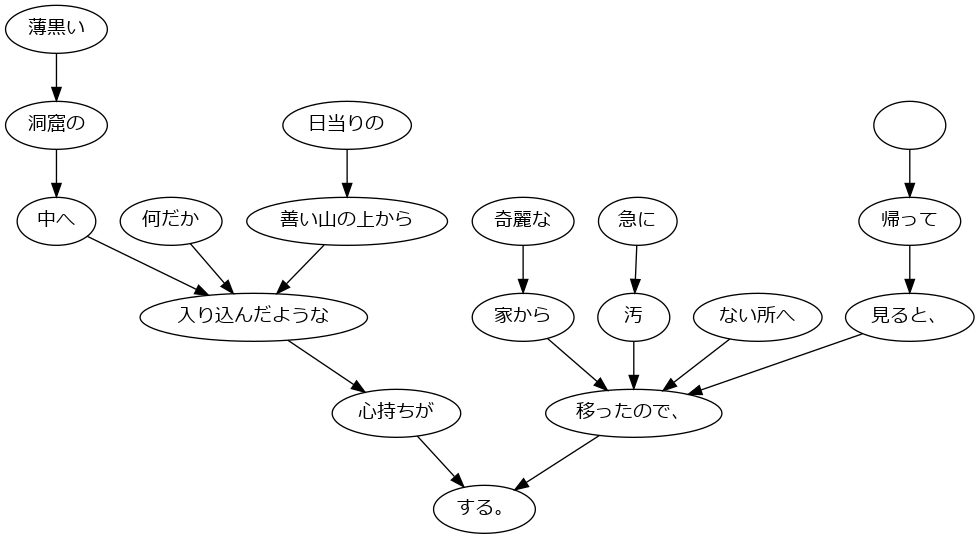 薄黒い
洞窟の
日当りの
中へ
何だか
善い山の上から
奇麗な
急に
帰って
入り込んだような
家から
汚
ない所へ
見ると、
心持ちが
移ったので、
する。